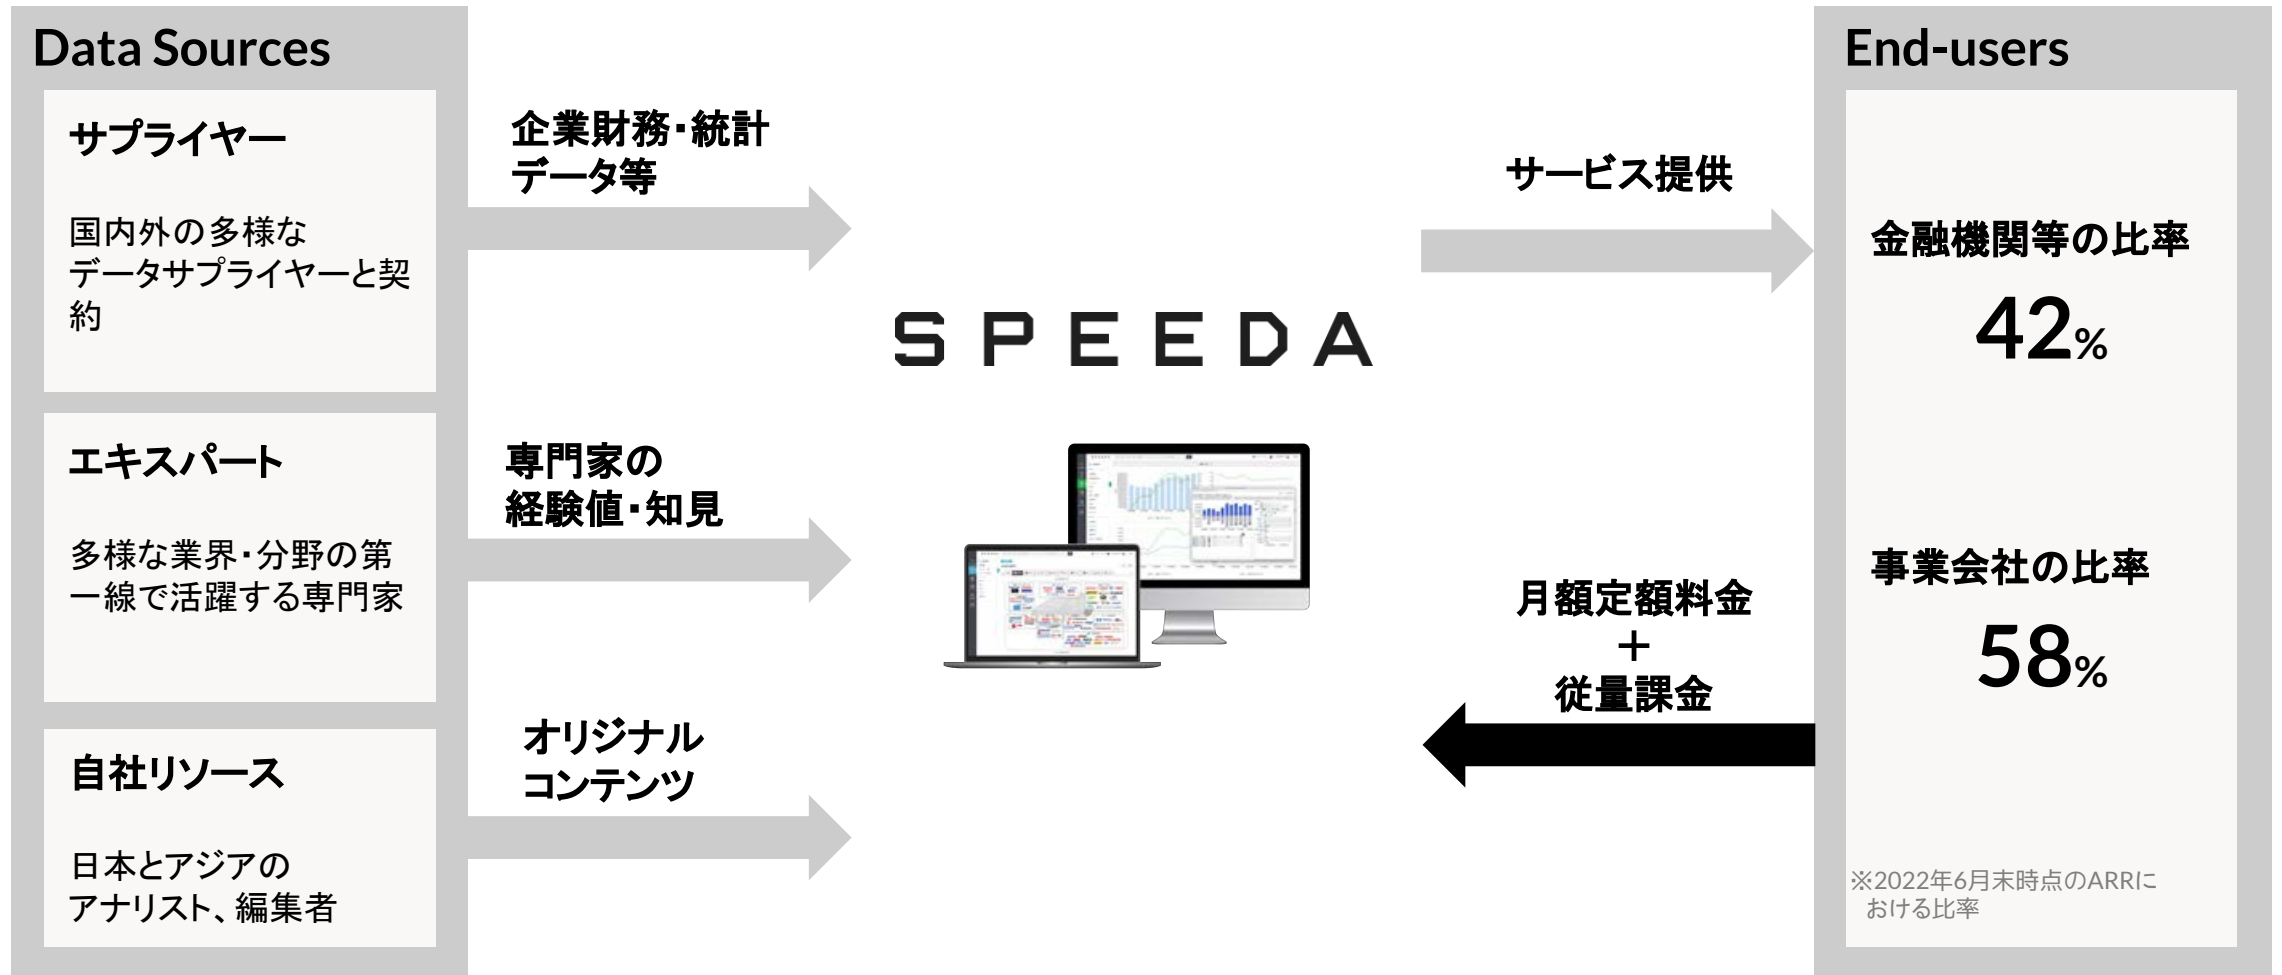 Data Sources
サプライヤー
国内外の多様な
データサプライヤーと契
約
エキスパート
多様な業界・分野の第
一線で活躍する専門家
自社リソース
日本とアジアの
アナリスト、編集者
企業財務・統計
データ等
専門家の
経験値・知見
オリジナル
コンテンツ
SPEEDA
サービス提供
月額定額料金
＋
従量課金
End-users
金融機関等の比率
42%
事業会社の比率
58%
※2022年6月末時点のARRに
おける比率